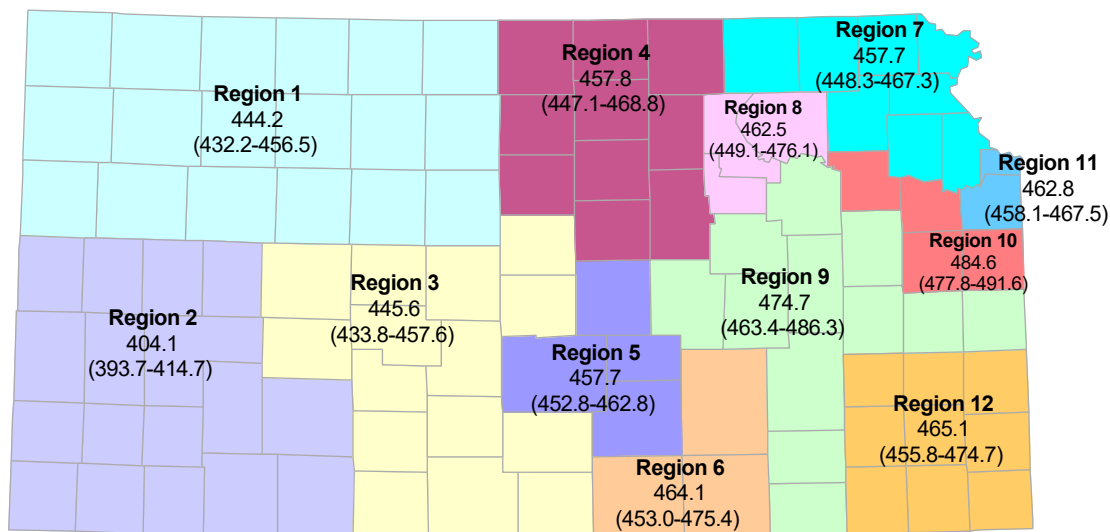 Region 1
444.2
(432.2-456.5)
Region 4
457.8
(447.1-468.8)
Region 7
457.7
(448.3-467.3)
Region 8
462.5
(449.1-476.1)
Region 11
462.8
(458.1-467.5)
Region 10
484.6
(477.8-491.6)
Region 2
404.1
(393.7-414.7)
Region 3
445.6
(433.8-457.6)
Region 9
474.7
(463.4-486.3)
Region 5
457.7
(452.8-462.8)
Region 12
465.1
(455.8-474.7)
Region 6
464.1
(453.0-475.4)